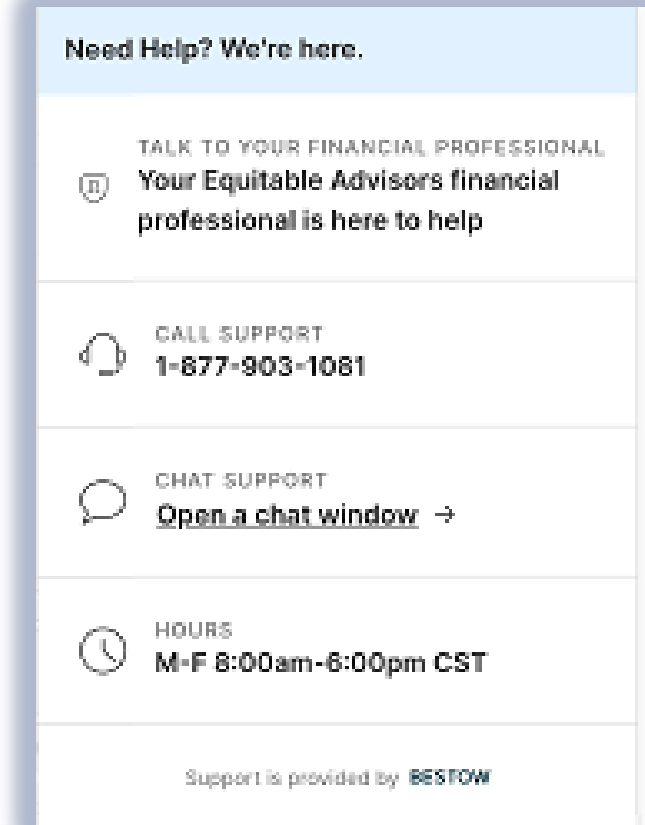 Need Help? We're here.
TALK TO YOUR FINANCIAL PROFESSIONAL
Your Equitable Advisors financial
professional is here to help
CALL SUPPORT
1-877-903-1081
CHAT SUPPORT
Open a chat window →
HOURS
M-F 8:00am-6:00pm CST
Support is provided by BESTOW